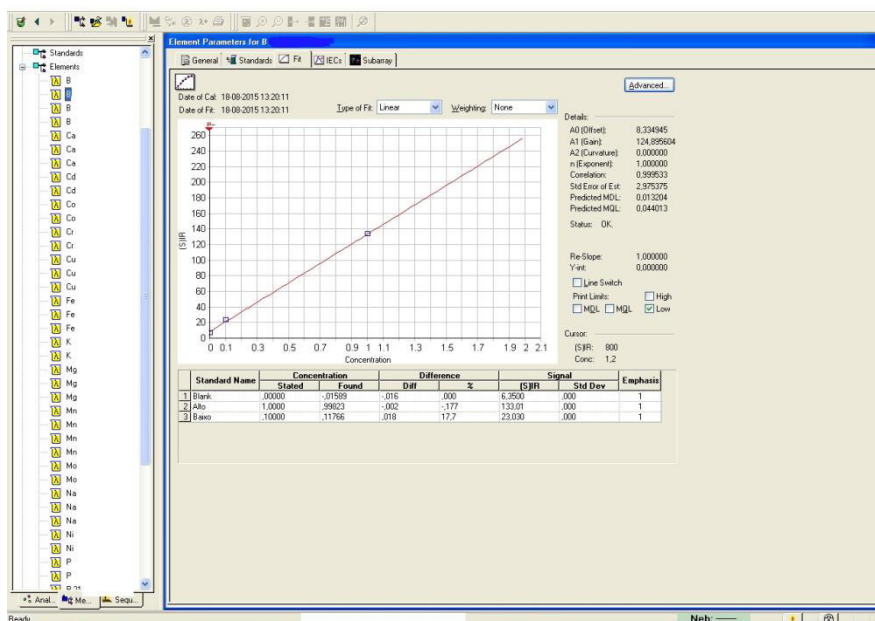 Standards
Elements
B
B
B
B
Ca
Ca
Ca
Cd
Cd
Co
Co
Cr
Cr
Cu
Cu
Cu
Fe
Fe
Fe
K
K
Mg
Mg
Mg
Mn
Mn
Mn
Mo
Mo
Na
Na
Na
Ni
Ni
P
P
Anal... Me... Sequ...
Ready
Element Parameters for B
General Standards Fit IECs Subarray
Advanced...
Date of Cal: 18-08-2015 13:20:11
Date of Fit: 18-08-2015 13:20:11
Type of Fit: Linear Weighting: None
260
240
220
200
180
160
140
120
100
80
60
40
20
0
(S)IR
0 0.1 0.3 0.5 0.7 0.9 1 1.1 1.3 1.5 1.7 1.9 2 2.1
Concentration
Details:
A0 (Offset): 8,334945
A1 (Gain): 124,895604
A2 (Curvature): 0,000000
n (Exponent): 1,000000
Correlation: 0,999533
Std Error of Est: 2,975375
Predicted MDL: 0,013204
Predicted MQL: 0,044013
Status: OK.
Re-Slope: 1,000000
Y-int: 0,000000
Line Switch
Print Limits: High
MDL MQL Low
Cursor:
(S)IR: 800
Conc: 1,2
Standard Name Concentration Difference Signal Emphasis
Stated Found Diff % (S)IR Std Dev
1 Blank ,00000 -,01589 -,016 ,000 6,3500 ,000 1
2 Alto 1,0000 ,99823 -,002 -,177 133,01 ,000 1
3 Baixo ,10000 ,11766 ,018 17,7 23,030 ,000 1
Neb: